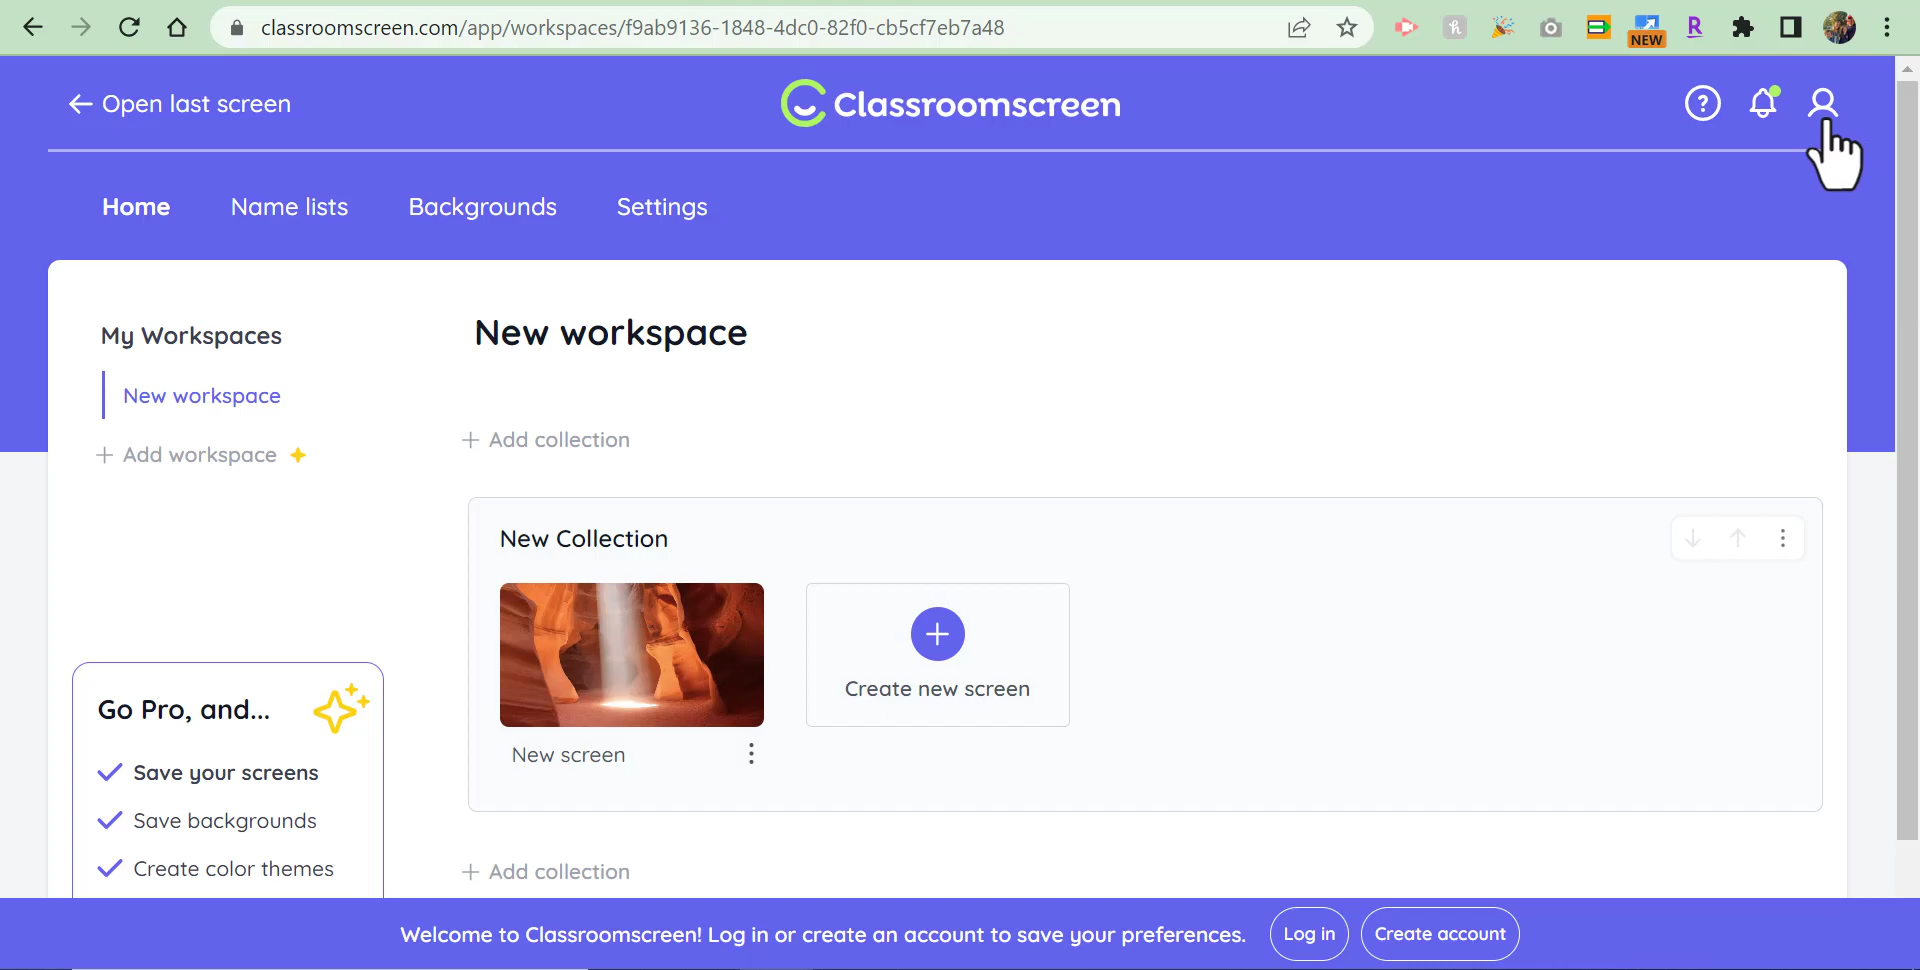 classroomscreen.com/app/workspaces/f9ab9136-1848-4dc0-82f0-cb5cf7eb7a48
h
NEW
R
Open last screen
Classroomscreen
?
Home
Name lists
Backgrounds
Settings
My Workspaces
New workspace
+ Add workspace
New workspace
+ Add collection
New Collection
+
Create new screen
New screen
+ Add collection
Go Pro, and...
Save your screens
Save backgrounds
Create color themes
Welcome to Classroomscreen! Log in or create an account to save your preferences.
Log in
Create account